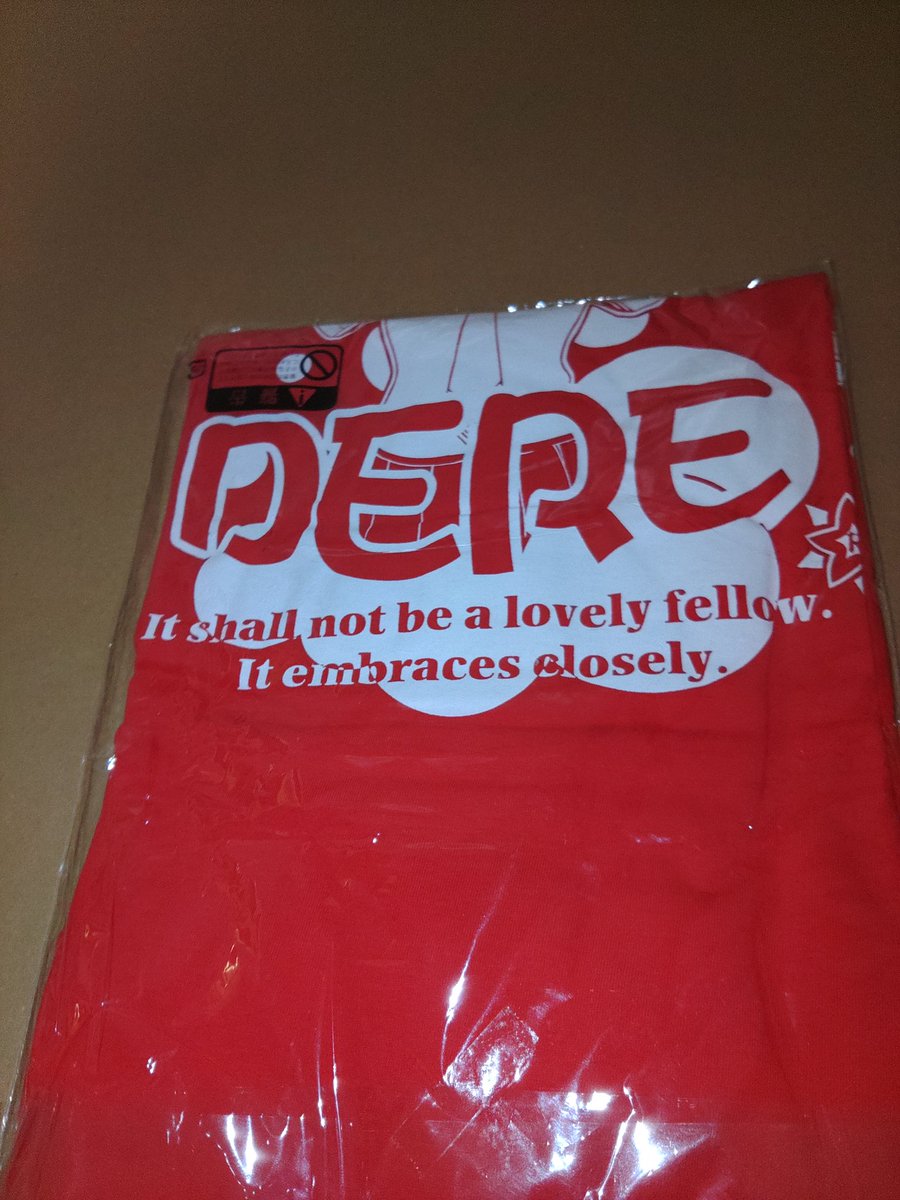 DERE
It shall not be a lovely fellow.
It embraces closely.